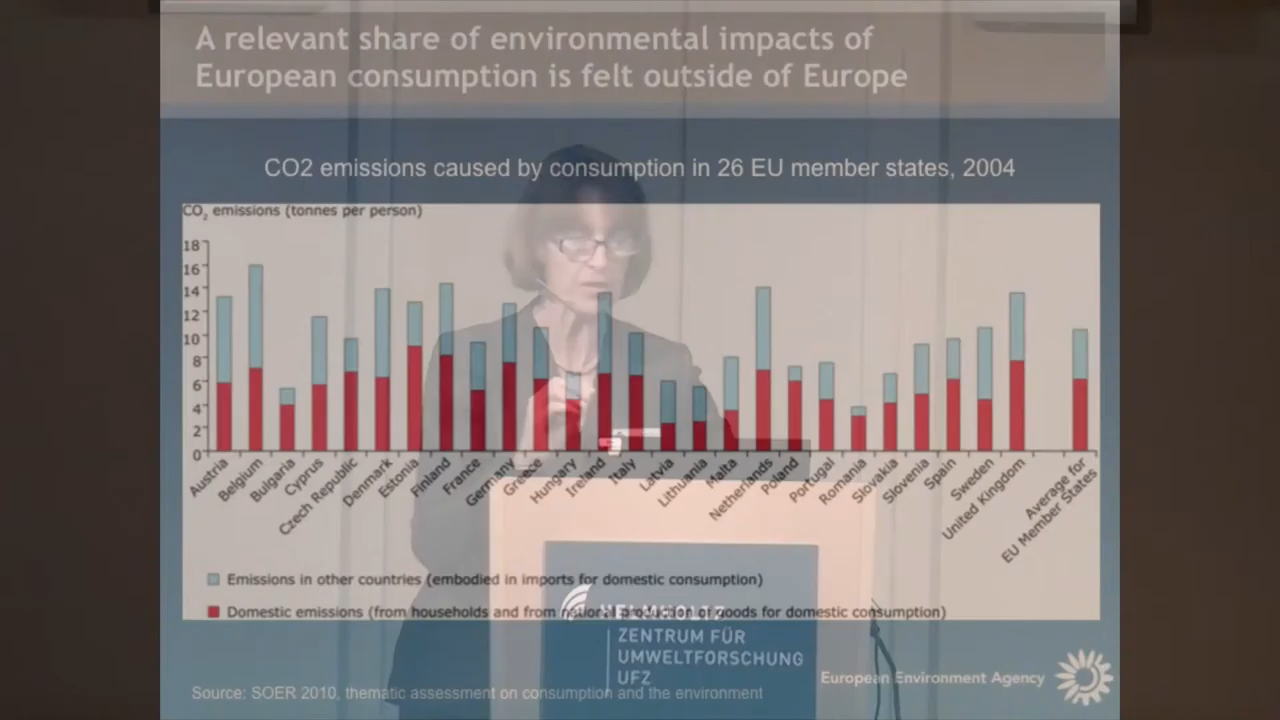 A relevant share of environmental impacts of
European consumption is felt outside of Europe
CO2 emissions caused by consumption in 26 EU member states, 2004
CO2 emissions (tonnes per person)
18
16
14
12
10
8
6
4
2
0
Austria
Belgium
Bulgaria
Cyprus
Czech Republic
Denmark
Estonia
Finland
France
Germany
Greece
Hungary
Ireland
Italy
Latvia
Lithuania
Malta
Netherlands
Poland
Portugal
Romania
Slovakia
Slovenia
Spain
Sweden
United Kingdom
Average for
EU Member States
Emissions in other countries (embodied in imports for domestic consumption)
Domestic emissions (from households and from national production of goods for domestic consumption)
HELMHOLTZ
ZENTRUM FÜR
UMWELTFORSCHUNG
UFZ
European Environment Agency
Source: SOER 2010, thematic assessment on consumption and the environment